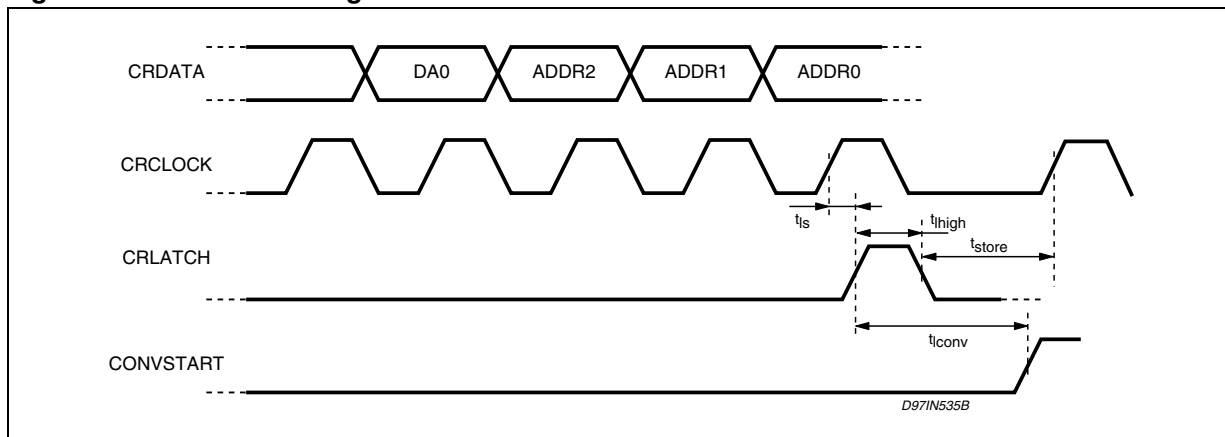 CRDATA
DA0 ADDR2 ADDR1 ADDR0
CRCLOCK
tls tlhigh
tstore
CRLATCH
tlconv
CONVSTART
D97IN535B